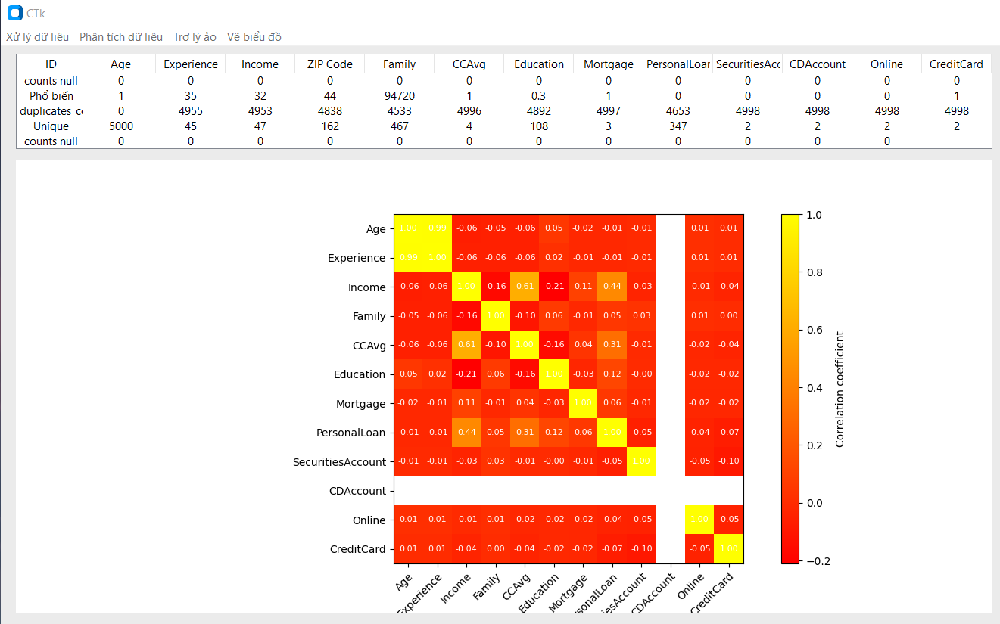 CTk
Xử lý dữ liệu Phân tích dữ liệu Trợ lý ảo Vẽ biểu đồ
ID Age Experience Income ZIP Code Family CCAvg Education Mortgage PersonalLoar SecuritiesAcc CDAccount Online CreditCard
counts null 0 0 0 0 0 0 0 0 0 0 0 0 0
Phổ biến 1 35 32 44 94720 1 0.3 1 0 0 0 0 1
duplicates_co 0 4955 4953 4838 4533 4996 4892 4997 4653 4998 4998 4998 4998
Unique 5000 45 47 162 467 4 108 3 347 2 2 2 2
counts null 0 0 0 0 0 0 0 0 0 0 0 0
Age 1.00 0.99 -0.06 -0.05 -0.06 0.05 -0.02 -0.01 -0.01 0.01 0.01
Experience 0.99 1.00 -0.06 -0.06 -0.06 0.02 -0.01 -0.01 -0.01 0.01 0.01
Income -0.06 -0.06 1.00 -0.16 0.61 -0.21 0.11 0.44 -0.03 -0.01 -0.04
Family -0.05 -0.06 -0.16 1.00 -0.10 0.06 -0.01 0.05 0.03 0.01 0.00
CCAvg -0.06 -0.06 0.61 -0.10 1.00 -0.16 0.04 0.31 -0.01 -0.02 -0.04
Education 0.05 0.02 -0.21 0.06 -0.16 1.00 -0.03 0.12 -0.00 -0.02 -0.02
Mortgage -0.02 -0.01 0.11 -0.01 0.04 -0.03 1.00 0.06 -0.01 -0.02 -0.02
PersonalLoan -0.01 -0.01 0.44 0.05 0.31 0.12 0.06 1.00 -0.05 -0.04 -0.07
SecuritiesAccount -0.01 -0.01 -0.03 0.03 -0.01 -0.00 -0.01 -0.05 1.00 -0.05 -0.10
CDAccount
Online 0.01 0.01 -0.01 0.01 -0.02 -0.02 -0.02 -0.04 -0.05 1.00 -0.05
CreditCard 0.01 0.01 -0.04 0.00 -0.04 -0.02 -0.02 -0.07 -0.10 -0.05 1.00
Age Experience Income Family CCAvg Education Mortgage rsonalLoan iesAccount CDAccount Online CreditCard
1.0
0.8
0.6
0.4
0.2
0.0
−0.2
Correlation coefficient